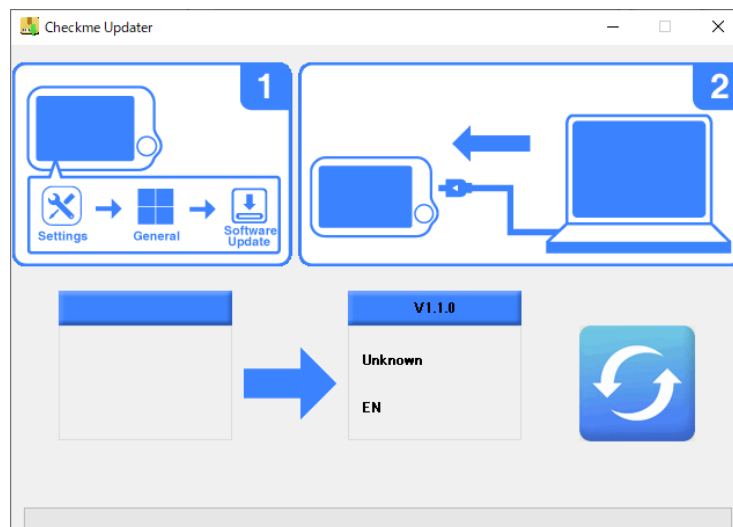 Checkme Updater
1
2
Settings
General
Software
Update
V1.1.0
Unknown
EN